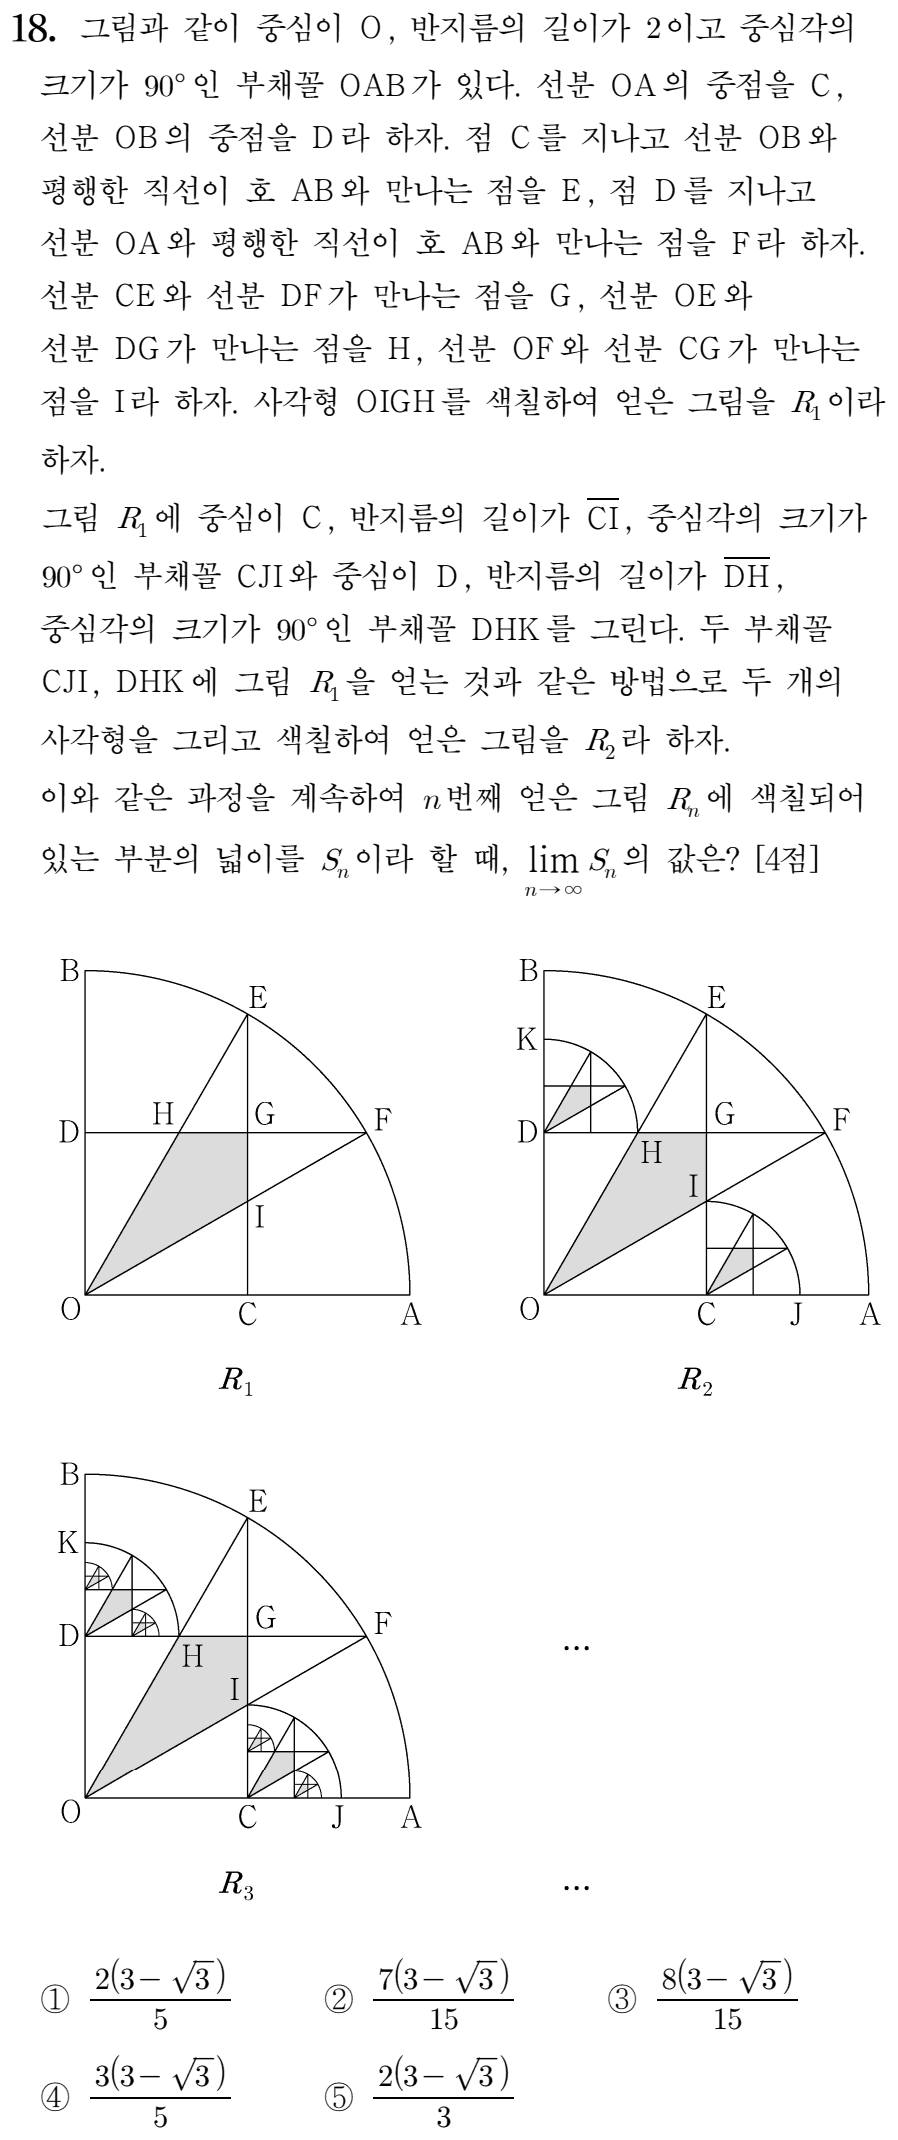 18. 그림과 같이 중심이 O, 반지름의 길이가 2이고 중심각의
크기가 90°인 부채꼴 OAB가 있다. 선분 OA의 중점을 C,
선분 OB의 중점을 D라 하자. 점 C를 지나고 선분 OB와
평행한 직선이 호 AB와 만나는 점을 E, 점 D를 지나고
선분 OA와 평행한 직선이 호 AB와 만나는 점을 F라 하자.
선분 CE와 선분 DF가 만나는 점을 G, 선분 OE와
선분 DG가 만나는 점을 H, 선분 OF와 선분 CG가 만나는
점을 I라 하자. 사각형 OIGH를 색칠하여 얻은 그림을 R₁이라
하자.
그림 R₁에 중심이 C, 반지름의 길이가 \overline{CI}, 중심각의 크기가
90°인 부채꼴 CJI와 중심이 D, 반지름의 길이가 \overline{DH},
중심각의 크기가 90°인 부채꼴 DHK를 그린다. 두 부채꼴
CJI, DHK에 그림 R₁을 얻는 것과 같은 방법으로 두 개의
사각형을 그리고 색칠하여 얻은 그림을 R₂라 하자.
이와 같은 과정을 계속하여 n번째 얻은 그림 Rₙ에 색칠되어
있는 부분의 넓이를 Sₙ이라 할 때, \lim_{n→∞} Sₙ의 값은? [4점]
B
E
H
G
F
D
I
O
C
A
R₁
B
E
K
G
F
D
H
I
O
C
J
A
R₂
B
E
K
G
F
D
H
I
O
C
J
A
R₃
…
…
① \frac{2(3-\sqrt{3})}{5} ② \frac{7(3-\sqrt{3})}{15} ③ \frac{8(3-\sqrt{3})}{15}
④ \frac{3(3-\sqrt{3})}{5} ⑤ \frac{2(3-\sqrt{3})}{3}